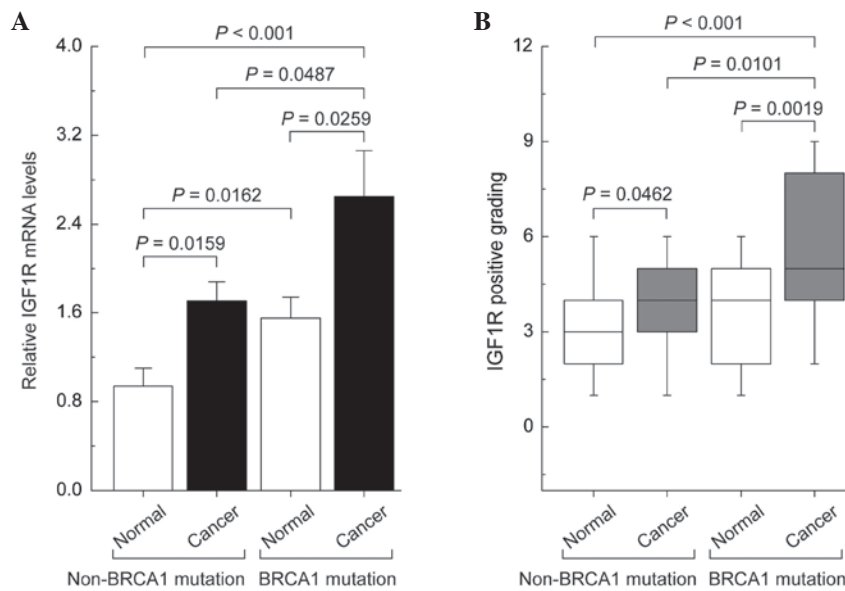 A
4.0
3.2
2.4
1.6
0.8
0.0
Relative IGF1R mRNA levels
P < 0.001
P = 0.0487
P = 0.0259
P = 0.0162
P = 0.0159
Normal
Cancer
Normal
Cancer
Non-BRCA1 mutation
BRCA1 mutation
B
12
9
6
3
0
IGF1R positive grading
P < 0.001
P = 0.0101
P = 0.0019
P = 0.0462
Normal
Cancer
Normal
Cancer
Non-BRCA1 mutation
BRCA1 mutation